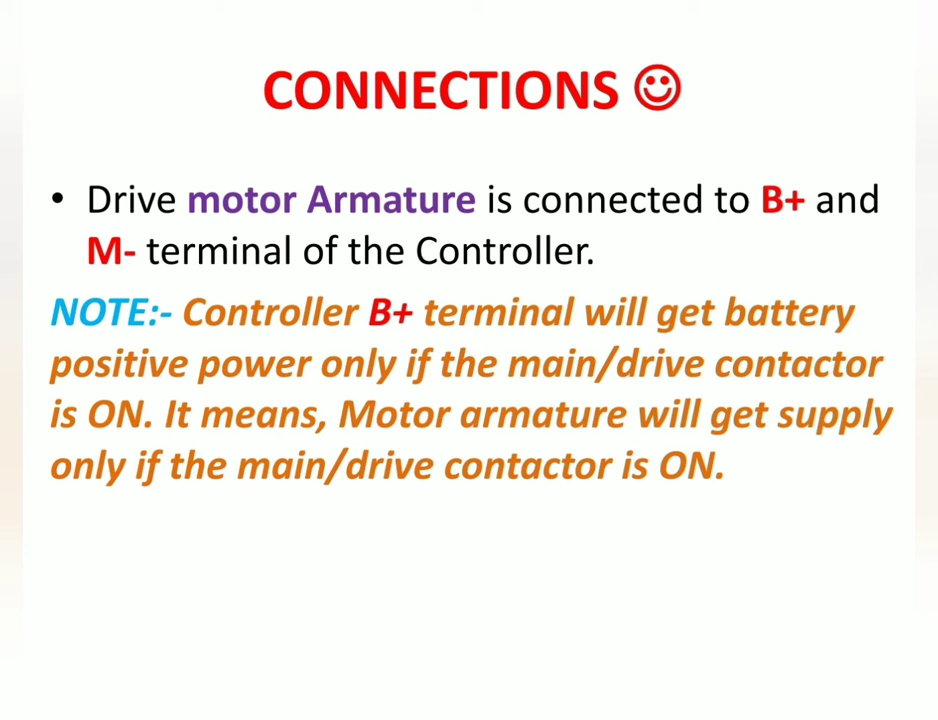 CONNECTIONS ☺
• Drive motor Armature is connected to B+ and
M- terminal of the Controller.
NOTE:- Controller B+ terminal will get battery
positive power only if the main/drive contactor
is ON. It means, Motor armature will get supply
only if the main/drive contactor is ON.